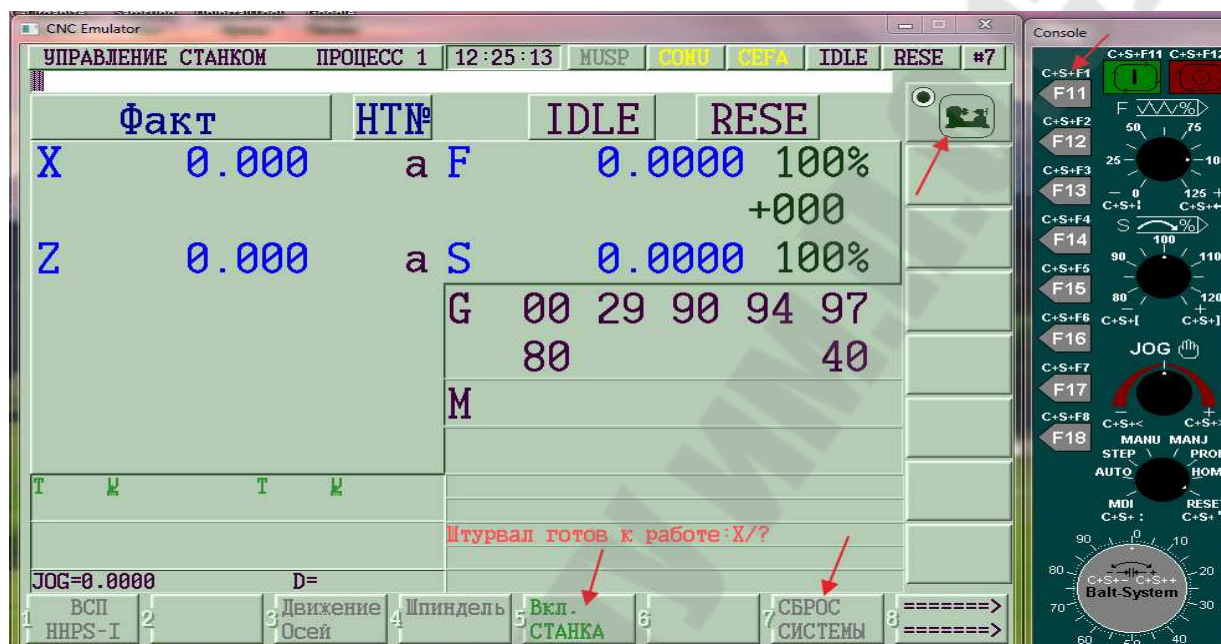 CNC Emulator
УПРАВЛЕНИЕ СТАНКОМ ПРОЦЕСС 1 12:25:13 MUSP COMU CEFA IDLE RESE #7
Факт НТ№ IDLE RESE
X 0.000 а F 0.0000 100%
+000
Z 0.000 а S 0.0000 100%
G 00 29 90 94 97
80 40
M
T T
Штурвал готов к работе:X/?
JOG=0.0000 D=
1 ВСП HHPS-I 2 3 Движение Осей 4 Шпиндель 5 Вкл. СТАНКА 6 7 СБРОС СИСТЕМЫ 8 =======>
=======>
Console
C+S+F11 C+S+F12
C+S+F1
F11
F %
C+S+F2
F12
50 75
25 100
C+S+F3
F13
0 125
C+S+← 
C+S+F4
F14
S %
100
90 110
C+S+F5
F15
80 120
C+S+F6
C+S+[ C+S+]
F16
JOG
C+S+F7
F17
C+S+F8
C+S+< C+S+>
F18
MANU MANJ
STEP
AUTO
MDI RESET
C+S+:
90 0 10
80 20
C+S+- C+S++
Balt-System
70 30
60 50 40